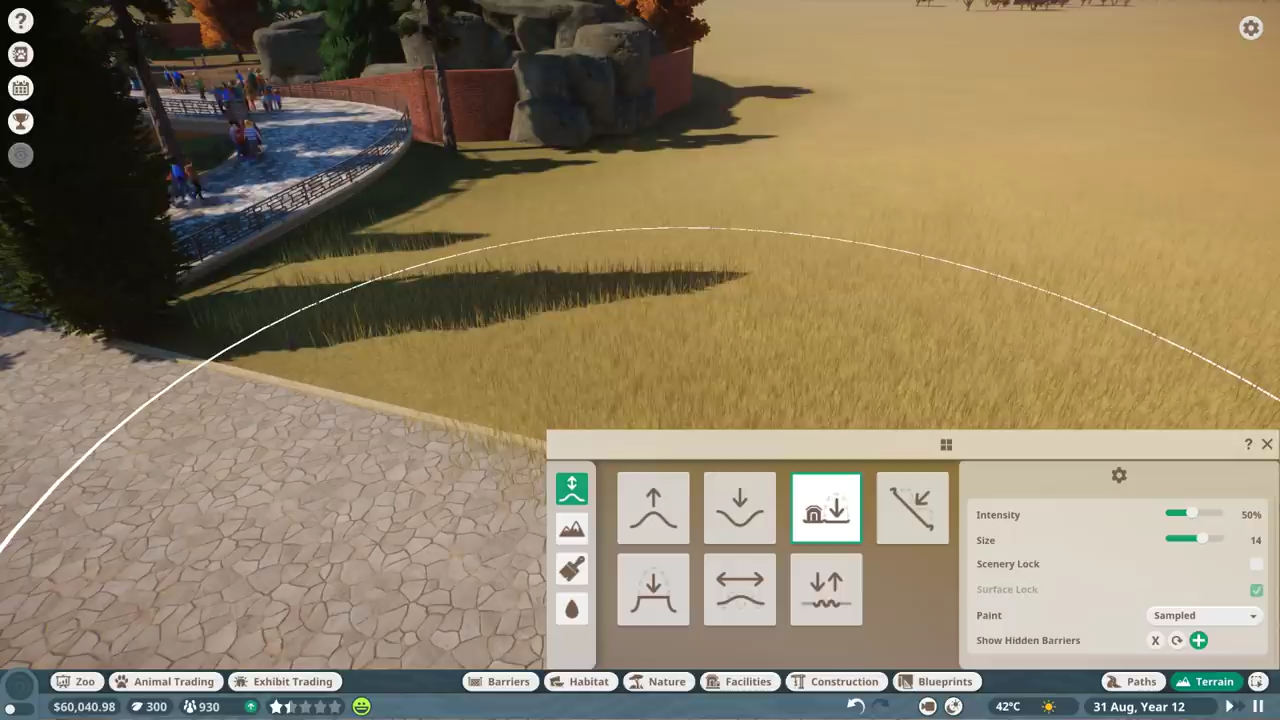 ?
? X
Intensity 50%
Size 14
Scenery Lock
Surface Lock
Paint Sampled
Show Hidden Barriers X
Zoo Animal Trading Exhibit Trading Barriers Habitat Nature Facilities Construction Blueprints Paths Terrain
$60,040.98 300 930 42°C 31 Aug, Year 12